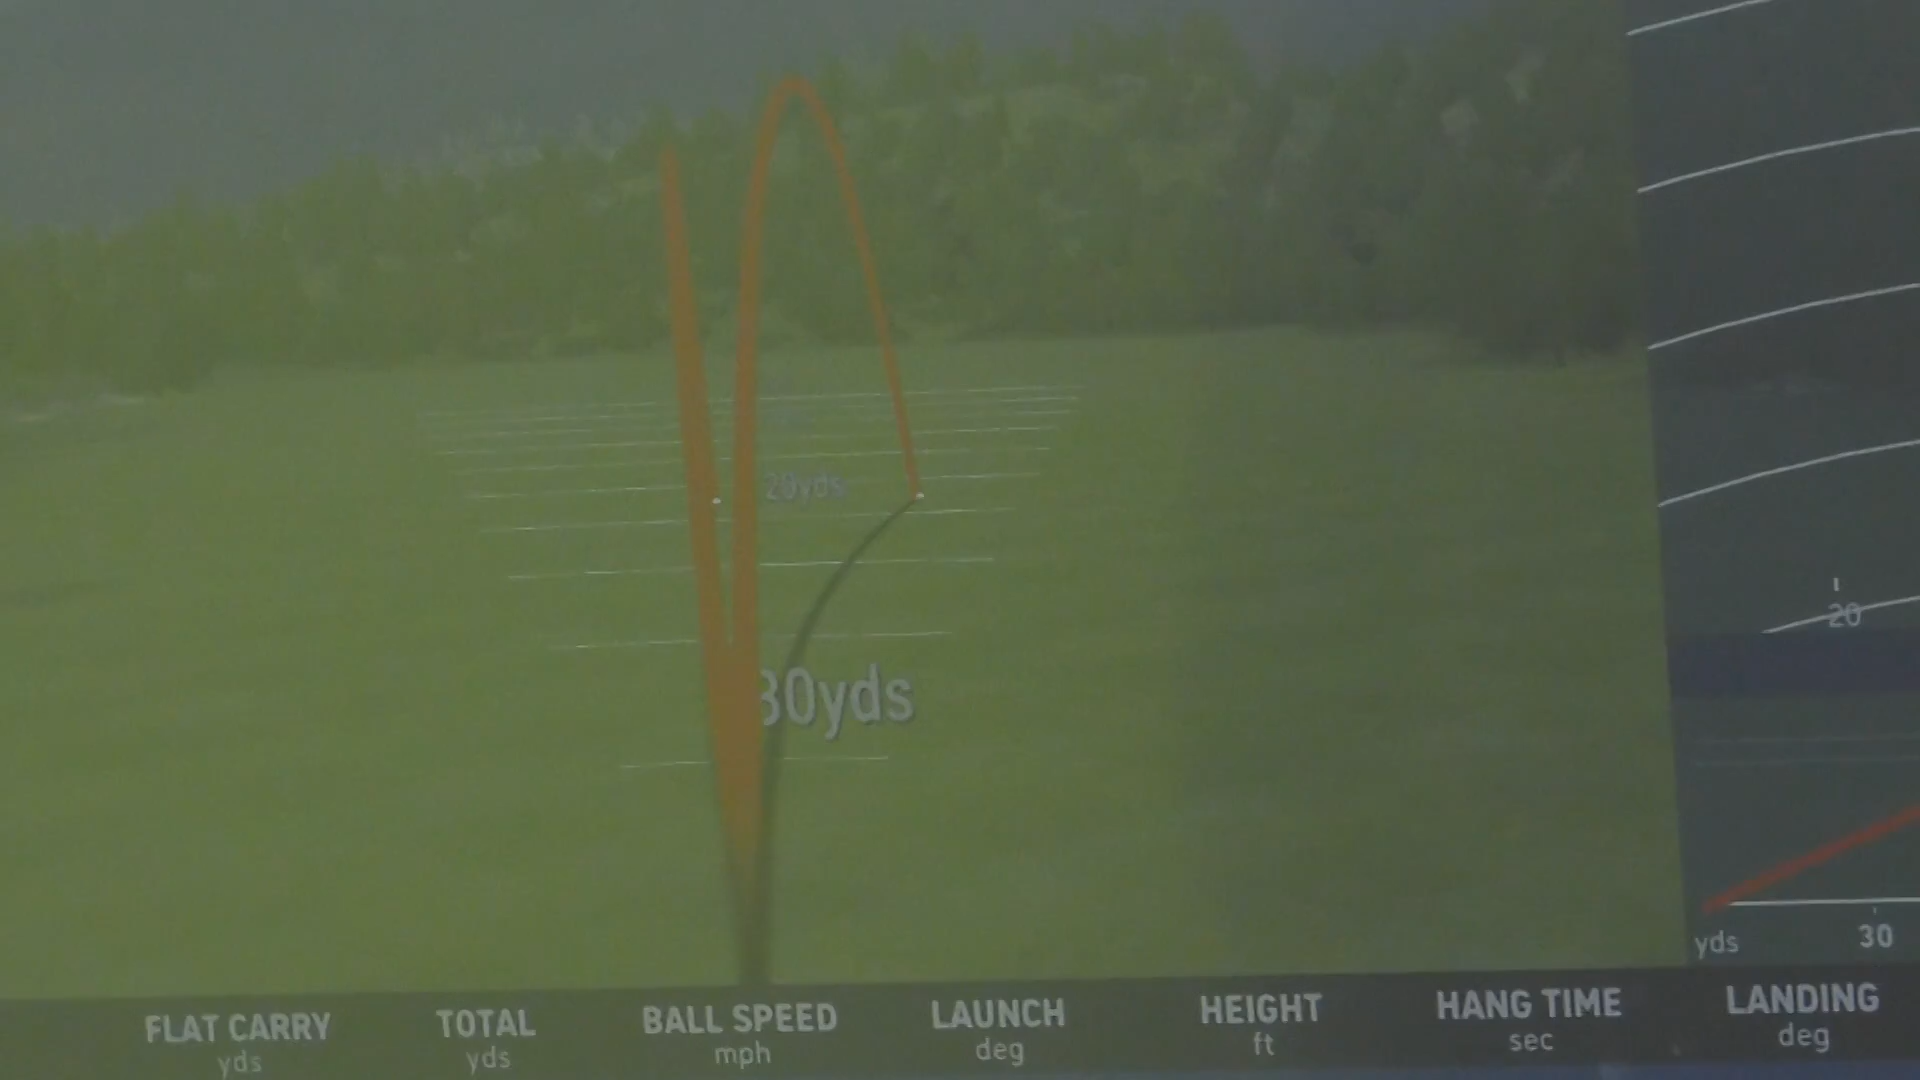 20yds
30yds
20
yds 30
FLAT CARRY TOTAL BALL SPEED LAUNCH HEIGHT HANG TIME LANDING
yds yds mph deg ft sec deg